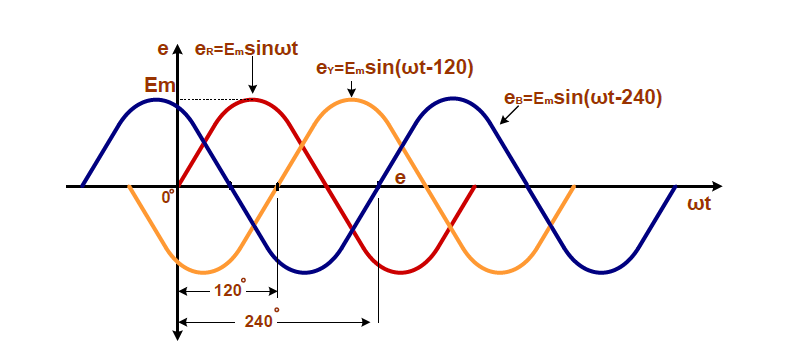 e
eR=Emsinωt
eY=Emsin(ωt-120)
Em
eB=Emsin(ωt-240)
e
0°
ωt
120°
240°